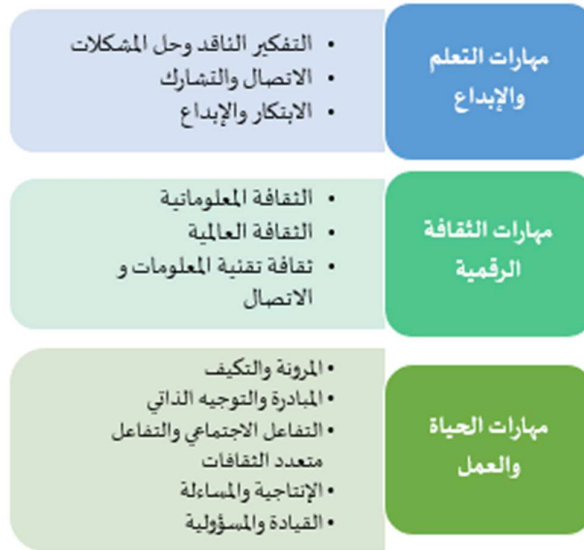 مهارات التعلم
والإبداع
• التفكير الناقد وحل المشكلات
• الاتصال والتشارك
• الابتكار والإبداع
مهارات الثقافة
الرقمية
• الثقافة المعلوماتية
• الثقافة العالمية
• ثقافة تقنية المعلومات و
الاتصال
مهارات الحياة
والعمل
• المرونة والتكيف
• المبادرة والتوجيه الذاتي
• التفاعل الاجتماعي والتفاعل
متعدد الثقافات
• الإنتاجية والمساءلة
• القيادة والمسؤولية